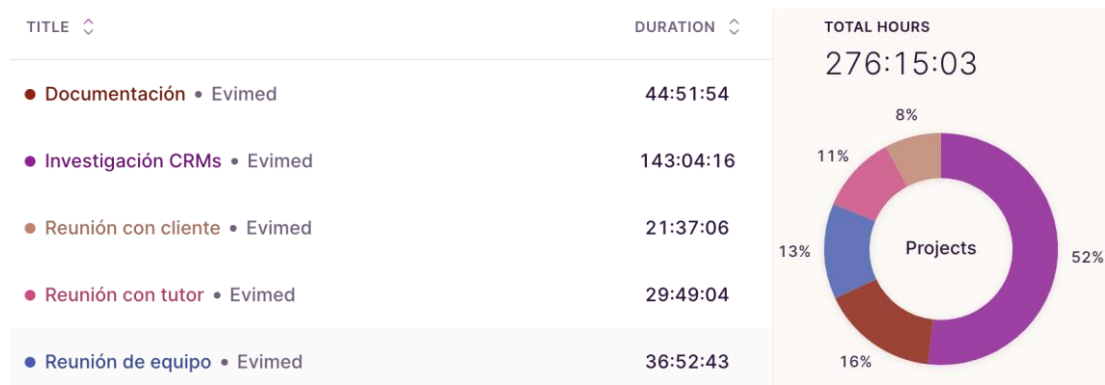 TITLE DURATION
Documentación • Evimed 44:51:54
Investigación CRMs • Evimed 143:04:16
Reunión con cliente • Evimed 21:37:06
Reunión con tutor • Evimed 29:49:04
Reunión de equipo • Evimed 36:52:43
TOTAL HOURS
276:15:03
8%
11%
13%
Projects
52%
16%